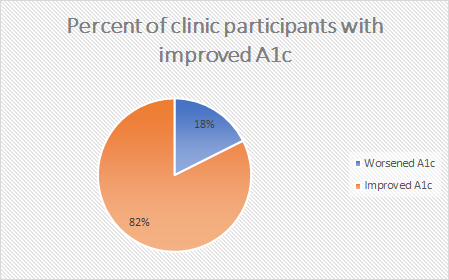 Percent of clinic participants with
improved A1c
18%
82%
Worsened A1c
Improved A1c